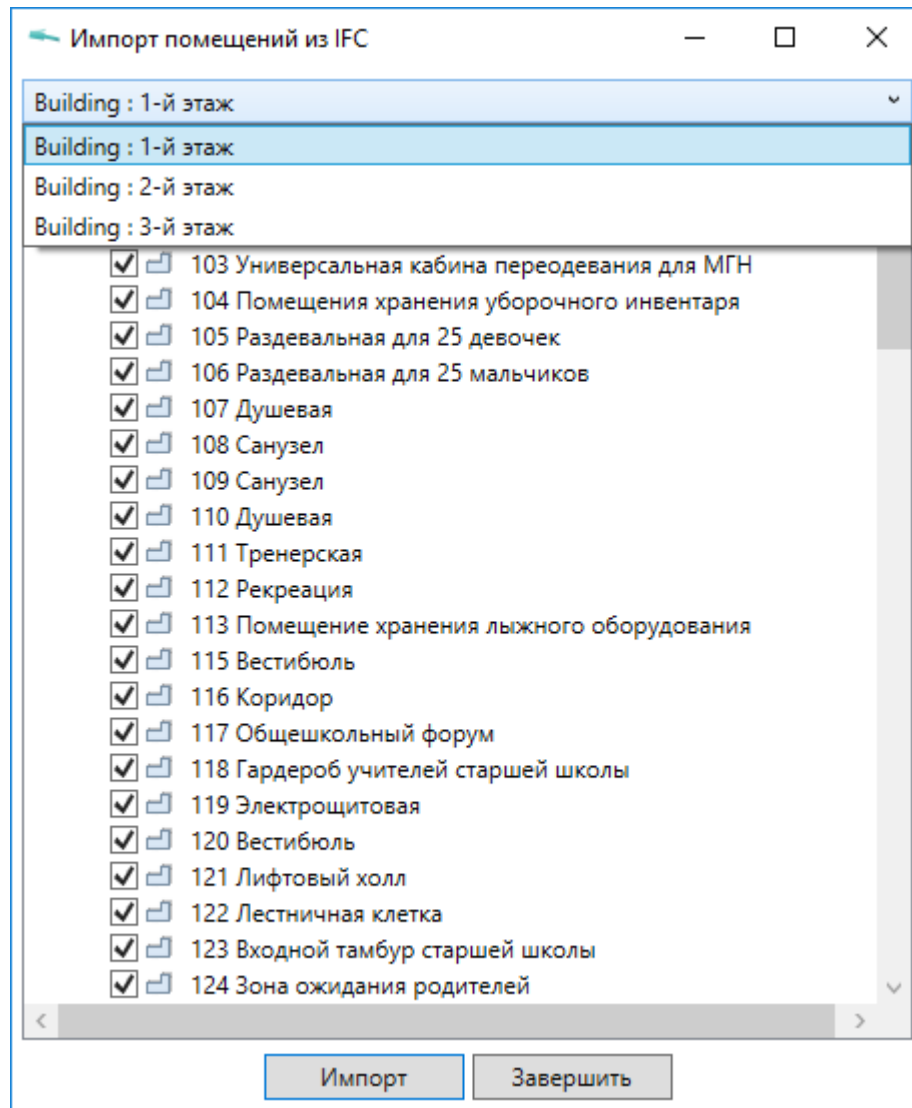 Импорт помещений из IFC
Building : 1-й этаж
Building : 1-й этаж
Building : 2-й этаж
Building : 3-й этаж
103 Универсальная кабина переодевания для МГН
104 Помещения хранения уборочного инвентаря
105 Раздевальная для 25 девочек
106 Раздевальная для 25 мальчиков
107 Душевая
108 Санузел
109 Санузел
110 Душевая
111 Тренерская
112 Рекреация
113 Помещение хранения лыжного оборудования
115 Вестибюль
116 Коридор
117 Общешкольный форум
118 Гардероб учителей старшей школы
119 Электрощитовая
120 Вестибюль
121 Лифтовый холл
122 Лестничная клетка
123 Входной тамбур старшей школы
124 Зона ожидания родителей
Импорт
Завершить